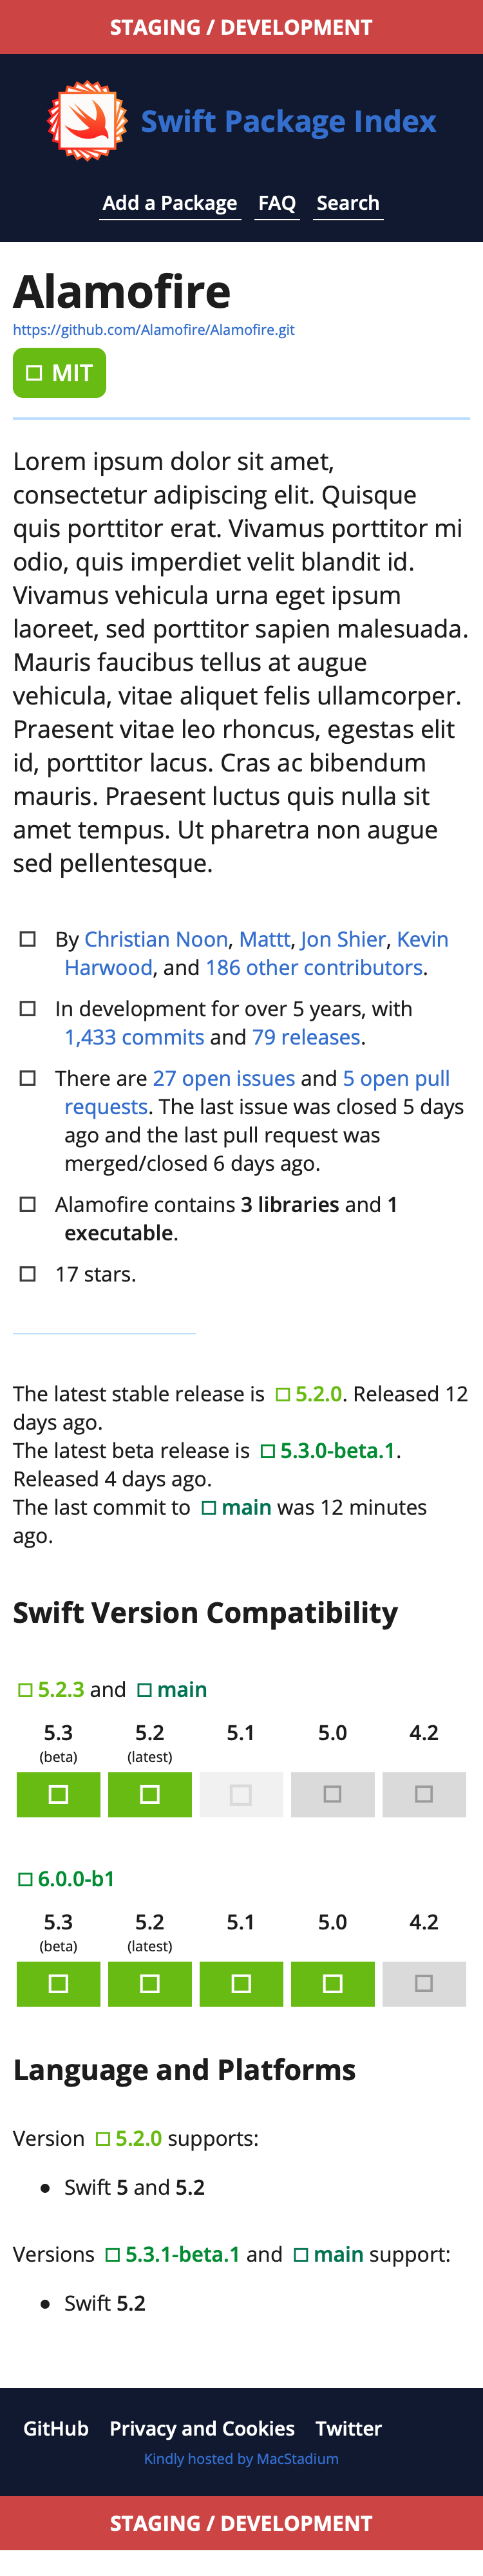 STAGING / DEVELOPMENT
Swift Package Index
Add a Package FAQ Search
Alamofire
https://github.com/Alamofire/Alamofire.git
MIT
Lorem ipsum dolor sit amet,
consectetur adipiscing elit. Quisque
quis porttitor erat. Vivamus porttitor mi
odio, quis imperdiet velit blandit id.
Vivamus vehicula urna eget ipsum
laoreet, sed porttitor sapien malesuada.
Mauris faucibus tellus at augue
vehicula, vitae aliquet felis ullamcorper.
Praesent vitae leo rhoncus, egestas elit
id, porttitor lacus. Cras ac bibendum
mauris. Praesent luctus quis nulla sit
amet tempus. Ut pharetra non augue
sed pellentesque.
By Christian Noon, Mattt, Jon Shier, Kevin
Harwood, and 186 other contributors.
In development for over 5 years, with
1,433 commits and 79 releases.
There are 27 open issues and 5 open pull
requests. The last issue was closed 5 days
ago and the last pull request was
merged/closed 6 days ago.
Alamofire contains 3 libraries and 1
executable.
17 stars.
The latest stable release is 5.2.0. Released 12
days ago.
The latest beta release is 5.3.0-beta.1.
Released 4 days ago.
The last commit to main was 12 minutes
ago.
Swift Version Compatibility
5.2.3 and main
5.3 5.2 5.1 5.0 4.2
(beta) (latest)
6.0.0-b1
5.3 5.2 5.1 5.0 4.2
(beta) (latest)
Language and Platforms
Version 5.2.0 supports:
• Swift 5 and 5.2
Versions 5.3.1-beta.1 and main support:
• Swift 5.2
GitHub Privacy and Cookies Twitter
Kindly hosted by MacStadium
STAGING / DEVELOPMENT